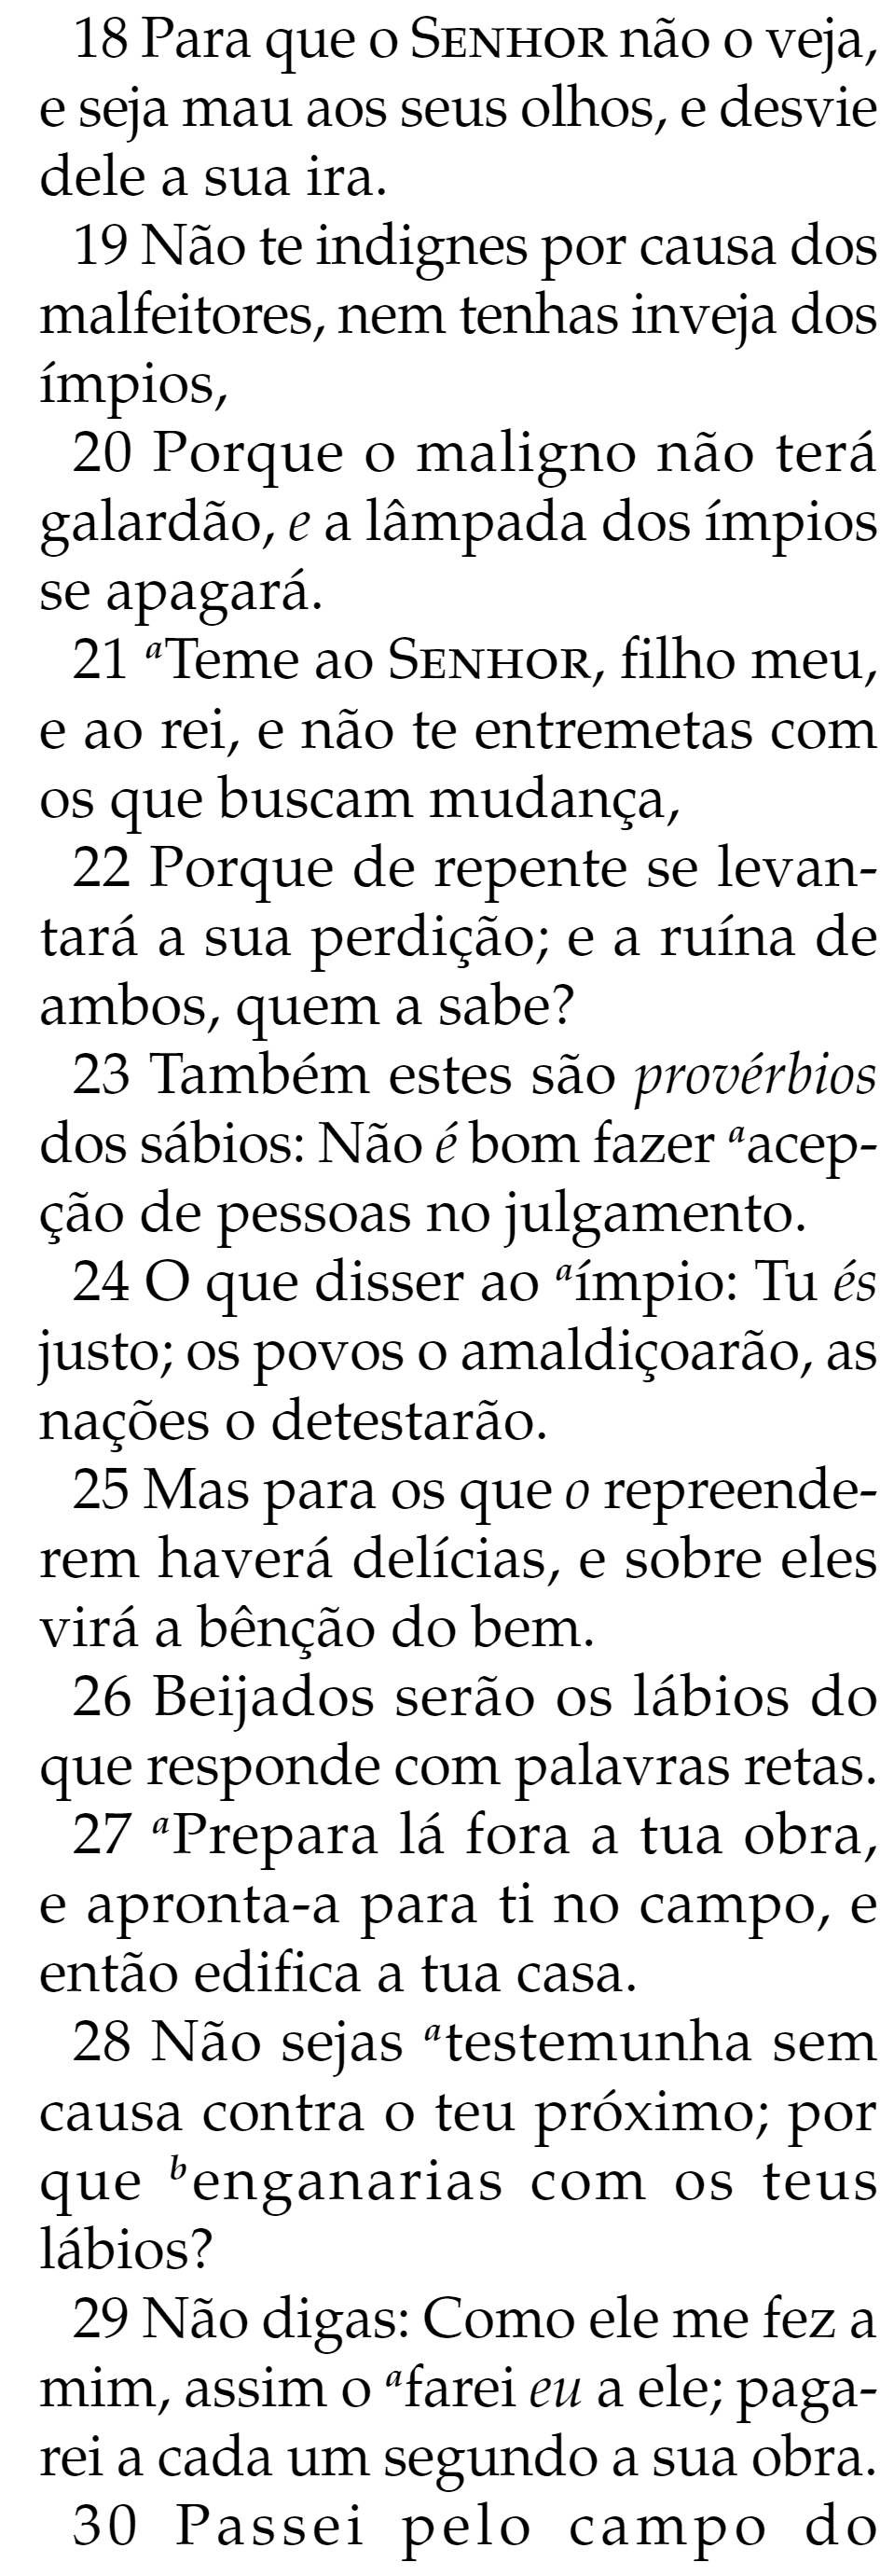 18 Para que o SENHOR não o veja,
e seja mau aos seus olhos, e desvie
dele a sua ira.
19 Não te indignes por causa dos
malfeitores, nem tenhas inveja dos
ímpios,
20 Porque o maligno não terá
galardão, e a lâmpada dos ímpios
se apagará.
21 aTeme ao SENHOR, filho meu,
e ao rei, e não te entremetas com
os que buscam mudança,
22 Porque de repente se levan-
tará a sua perdição; e a ruína de
ambos, quem a sabe?
23 Também estes são provérbios
dos sábios: Não é bom fazer aacep-
ção de pessoas no julgamento.
24 O que disser ao aímpio: Tu és
justo; os povos o amaldiçoarão, as
nações o detestarão.
25 Mas para os que o repreende-
rem haverá delícias, e sobre eles
virá a bênção do bem.
26 Beijados serão os lábios do
que responde com palavras retas.
27 aPrepara lá fora a tua obra,
e apronta-a para ti no campo, e
então edifica a tua casa.
28 Não sejas atestemunha sem
causa contra o teu próximo; por
que benganarias com os teus
lábios?
29 Não digas: Como ele me fez a
mim, assim o afarei eu a ele; paga-
rei a cada um segundo a sua obra.
30 Passei pelo campo do